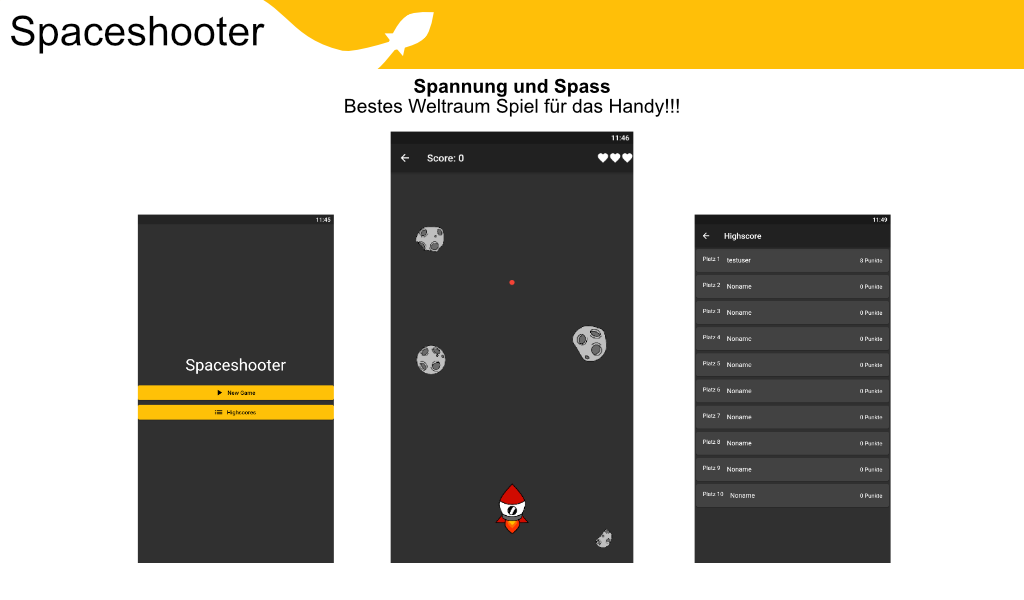 Spaceshooter
Spannung und Spass
Bestes Weltraum Spiel für das Handy!!!
11:45
Spaceshooter
New Game
Highscores
11:46
Score: 0
11:49
Highscore
Platz 1 testuser 8 Punkte
Platz 2 Noname 0 Punkte
Platz 3 Noname 0 Punkte
Platz 4 Noname 0 Punkte
Platz 5 Noname 0 Punkte
Platz 6 Noname 0 Punkte
Platz 7 Noname 0 Punkte
Platz 8 Noname 0 Punkte
Platz 9 Noname 0 Punkte
Platz 10 Noname 0 Punkte